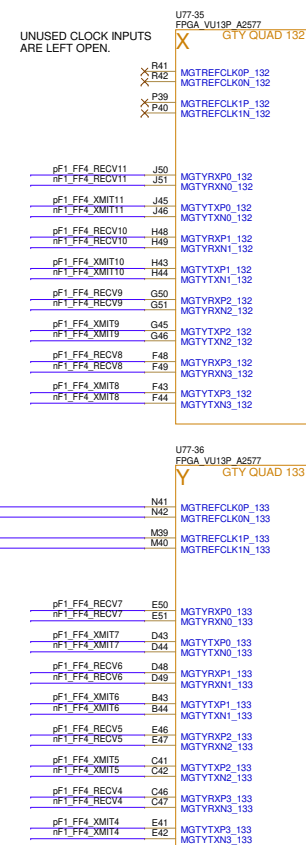 U77-35
FPGA_VU13P_A2577
UNUSED CLOCK INPUTS
ARE LEFT OPEN.
X GTY QUAD 132
R41 MGTREFCLK0P_132
R42 MGTREFCLK0N_132
P39 MGTREFCLK1P_132
P40 MGTREFCLK1N_132
pF1_FF4_RECV11 J50 MGTYRXP0_132
nF1_FF4_RECV11 J51 MGTYRXN0_132
pF1_FF4_XMIT11 J45 MGTYTXP0_132
nF1_FF4_XMIT11 J46 MGTYTXN0_132
pF1_FF4_RECV10 H48 MGTYRXP1_132
nF1_FF4_RECV10 H49 MGTYRXN1_132
pF1_FF4_XMIT10 H43 MGTYTXP1_132
nF1_FF4_XMIT10 H44 MGTYTXN1_132
pF1_FF4_RECV9 G50 MGTYRXP2_132
nF1_FF4_RECV9 G51 MGTYRXN2_132
pF1_FF4_XMIT9 G45 MGTYTXP2_132
nF1_FF4_XMIT9 G46 MGTYTXN2_132
pF1_FF4_RECV8 F48 MGTYRXP3_132
nF1_FF4_RECV8 F49 MGTYRXN3_132
pF1_FF4_XMIT8 F43 MGTYTXP3_132
nF1_FF4_XMIT8 F44 MGTYTXN3_132
U77-36
FPGA_VU13P_A2577
Y GTY QUAD 133
N41 MGTREFCLK0P_133
N42 MGTREFCLK0N_133
M39 MGTREFCLK1P_133
M40 MGTREFCLK1N_133
pF1_FF4_RECV7 E50 MGTYRXP0_133
nF1_FF4_RECV7 E51 MGTYRXN0_133
pF1_FF4_XMIT7 D43 MGTYTXP0_133
nF1_FF4_XMIT7 D44 MGTYTXN0_133
pF1_FF4_RECV6 D48 MGTYRXP1_133
nF1_FF4_RECV6 D49 MGTYRXN1_133
pF1_FF4_XMIT6 B43 MGTYTXP1_133
nF1_FF4_XMIT6 B44 MGTYTXN1_133
pF1_FF4_RECV5 E46 MGTYRXP2_133
nF1_FF4_RECV5 E47 MGTYRXN2_133
pF1_FF4_XMIT5 C41 MGTYTXP2_133
nF1_FF4_XMIT5 C42 MGTYTXN2_133
pF1_FF4_RECV4 C46 MGTYRXP3_133
nF1_FF4_RECV4 C47 MGTYRXN3_133
pF1_FF4_XMIT4 E41 MGTYTXP3_133
nF1_FF4_XMIT4 E42 MGTYTXN3_133